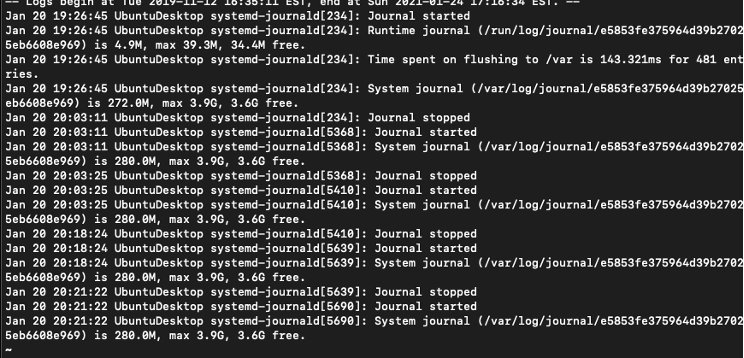 -- Logs begin at Tue 2019-11-12 16:35:11 EST, end at Sun 2021-01-24 17:16:34 EST. --
Jan 20 19:26:45 UbuntuDesktop systemd-journald[234]: Journal started
Jan 20 19:26:45 UbuntuDesktop systemd-journald[234]: Runtime journal (/run/log/journal/e5853fe375964d39b2702
5eb6608e969) is 4.9M, max 39.3M, 34.4M free.
Jan 20 19:26:45 UbuntuDesktop systemd-journald[234]: Time spent on flushing to /var is 143.321ms for 481 ent
ries.
Jan 20 19:26:45 UbuntuDesktop systemd-journald[234]: System journal (/var/log/journal/e5853fe375964d39b27025
eb6608e969) is 272.0M, max 3.9G, 3.6G free.
Jan 20 20:03:11 UbuntuDesktop systemd-journald[234]: Journal stopped
Jan 20 20:03:11 UbuntuDesktop systemd-journald[5368]: Journal started
Jan 20 20:03:11 UbuntuDesktop systemd-journald[5368]: System journal (/var/log/journal/e5853fe375964d39b2702
5eb6608e969) is 280.0M, max 3.9G, 3.6G free.
Jan 20 20:03:25 UbuntuDesktop systemd-journald[5368]: Journal stopped
Jan 20 20:03:25 UbuntuDesktop systemd-journald[5410]: Journal started
Jan 20 20:03:25 UbuntuDesktop systemd-journald[5410]: System journal (/var/log/journal/e5853fe375964d39b2702
5eb6608e969) is 280.0M, max 3.9G, 3.6G free.
Jan 20 20:18:24 UbuntuDesktop systemd-journald[5410]: Journal stopped
Jan 20 20:18:24 UbuntuDesktop systemd-journald[5639]: Journal started
Jan 20 20:18:24 UbuntuDesktop systemd-journald[5639]: System journal (/var/log/journal/e5853fe375964d39b2702
5eb6608e969) is 280.0M, max 3.9G, 3.6G free.
Jan 20 20:21:22 UbuntuDesktop systemd-journald[5639]: Journal stopped
Jan 20 20:21:22 UbuntuDesktop systemd-journald[5690]: Journal started
Jan 20 20:21:22 UbuntuDesktop systemd-journald[5690]: System journal (/var/log/journal/e5853fe375964d39b2702
5eb6608e969) is 280.0M, max 3.9G, 3.6G free.
~